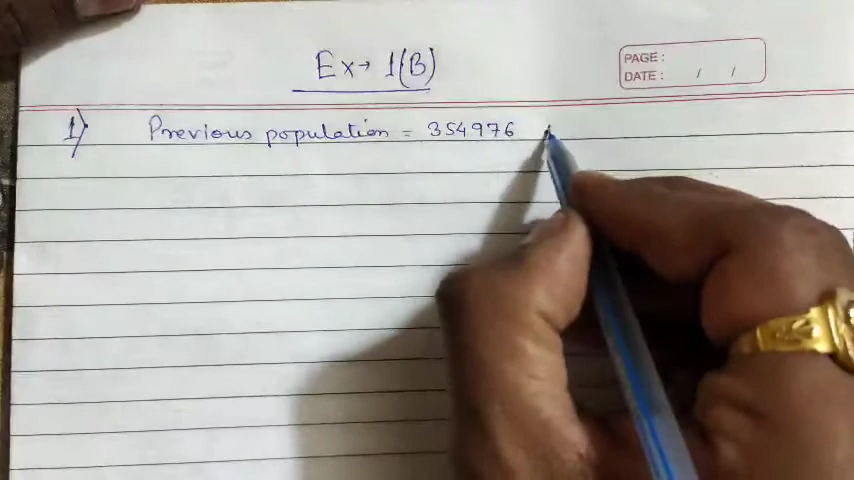 Ex → 1(B)
PAGE :
DATE : / /
1) Previous population = 354976